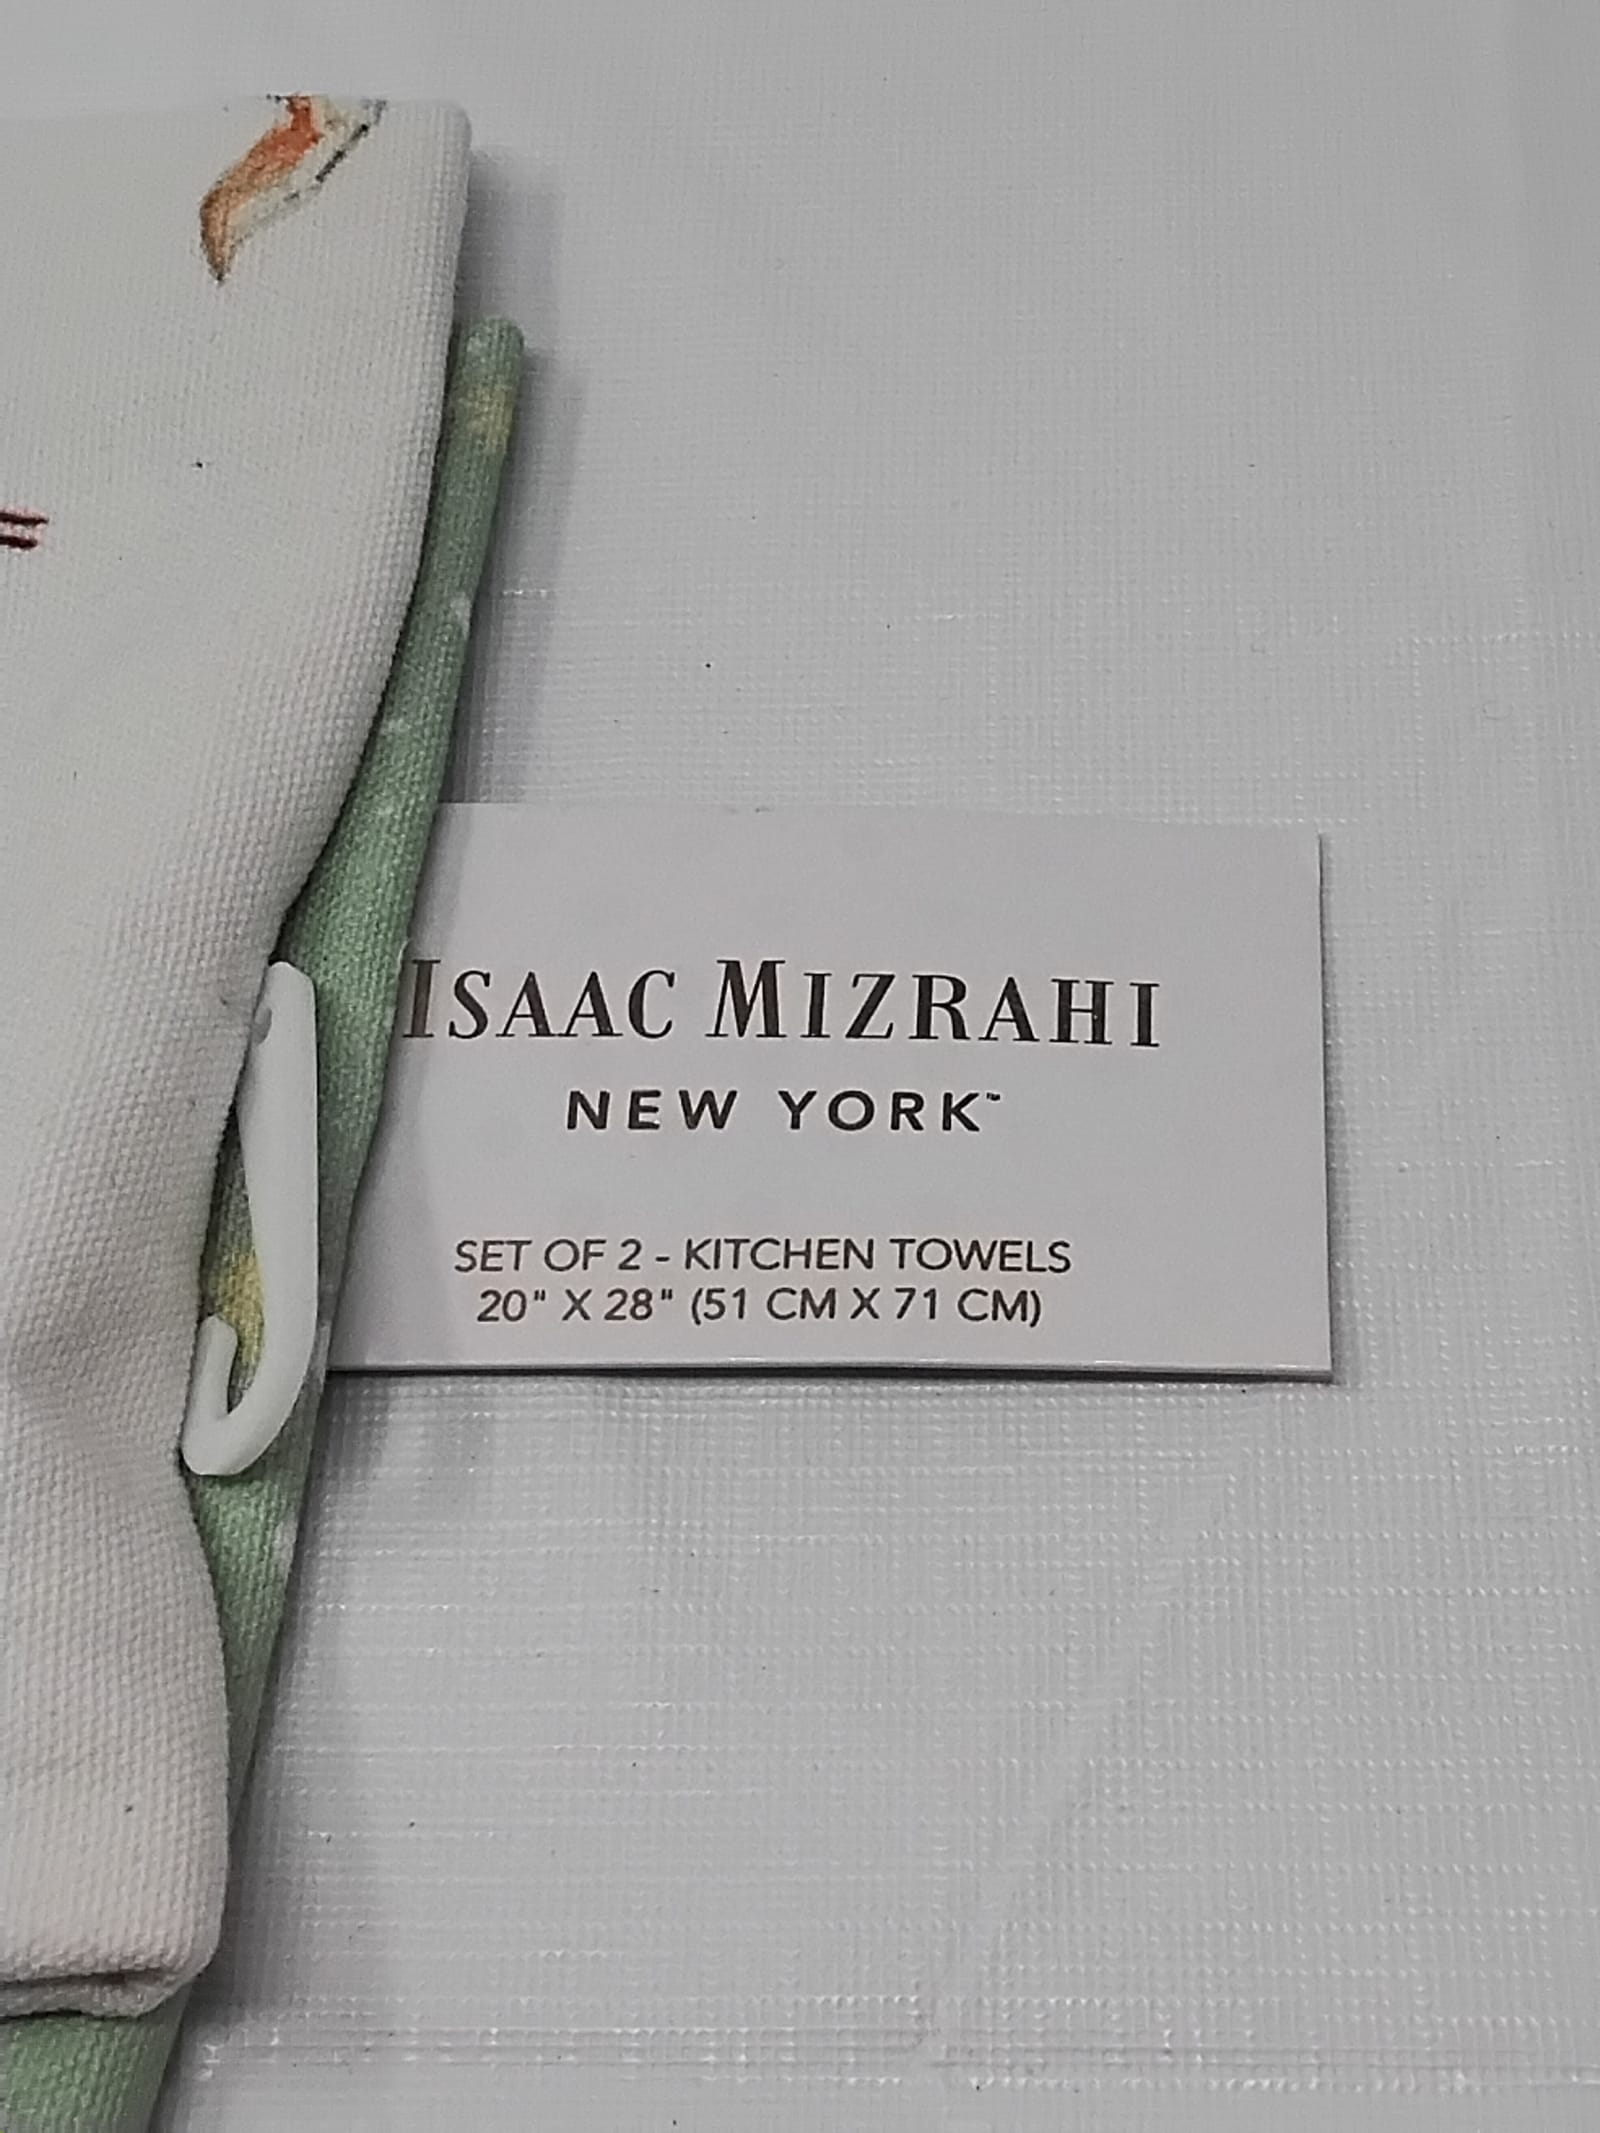 ISAAC MIZRAHI
NEW YORK™
SET OF 2 - KITCHEN TOWELS
20" X 28" (51 CM X 71 CM)